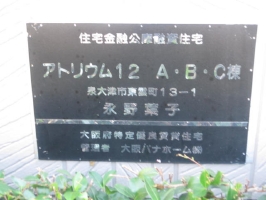 住宅金融公庫融資住宅
アトリウム12 A・B・C棟
泉大津市東雲町13-1
永野葉子
大阪府特定優良賃貸住宅
管理者 大阪パナホーム㈱